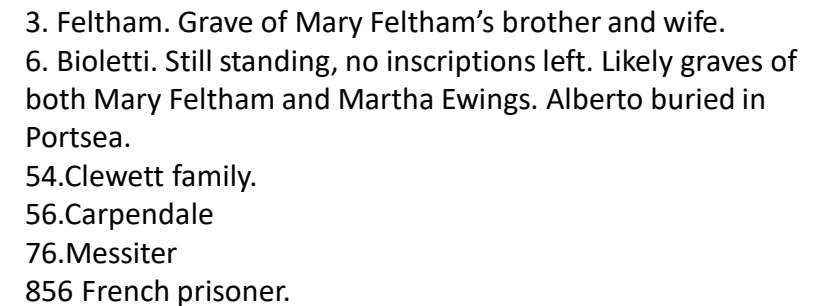 3. Feltham. Grave of Mary Feltham’s brother and wife.
6. Bioletti. Still standing, no inscriptions left. Likely graves of
both Mary Feltham and Martha Ewings. Alberto buried in
Portsea.
54.Clewett family.
56.Carpendale
76.Messiter
856 French prisoner.